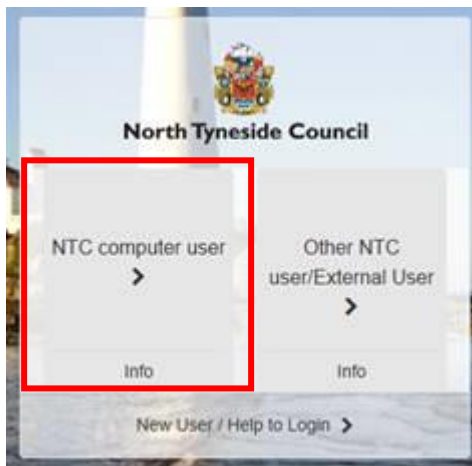 North Tyneside Council
NTC computer user
Other NTC
user/External User
Info
Info
New User / Help to Login